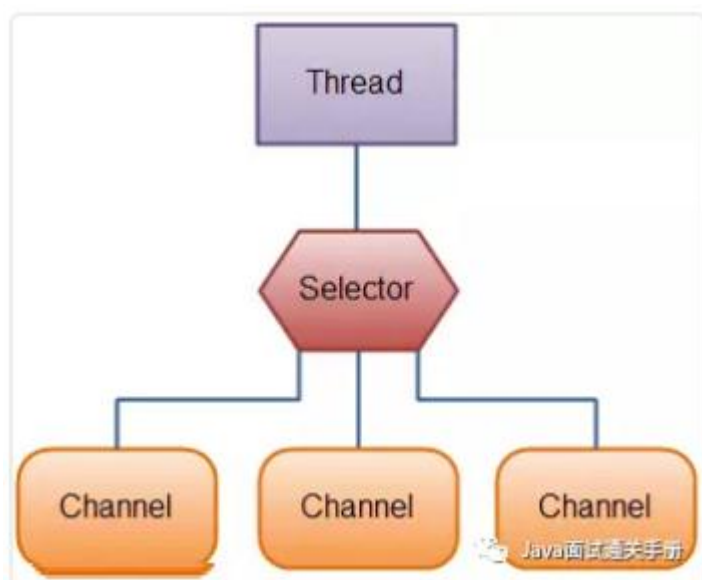 Thread
Selector
Channel
Channel
Channel
Java面试通关手册